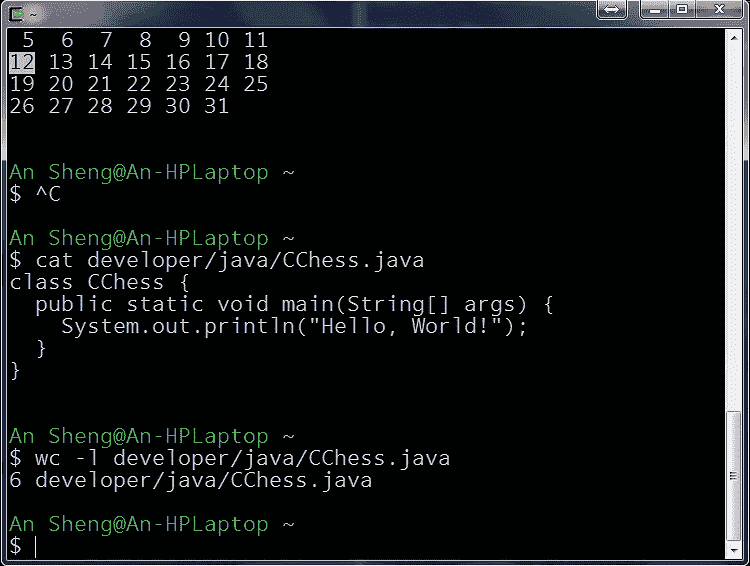 ~
 5  6  7  8  9 10 11
12 13 14 15 16 17 18
19 20 21 22 23 24 25
26 27 28 29 30 31
An Sheng@An-HPLaptop ~
$ ^C
An Sheng@An-HPLaptop ~
$ cat developer/java/CChess.java
class CChess {
  public static void main(String[] args) {
    System.out.println("Hello, World!");
  }
}
An Sheng@An-HPLaptop ~
$ wc -l developer/java/CChess.java
6 developer/java/CChess.java
An Sheng@An-HPLaptop ~
$